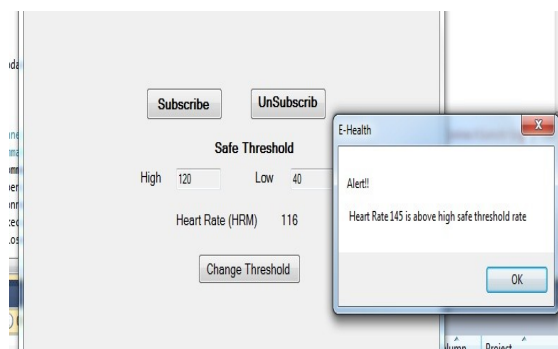 Subscribe UnSubscrib
E-Health
Safe Threshold
Alert!!
High 120 Low 40
Heart Rate 145 is above high safe threshold rate
Heart Rate (HRM) 116
Change Threshold
OK
Project